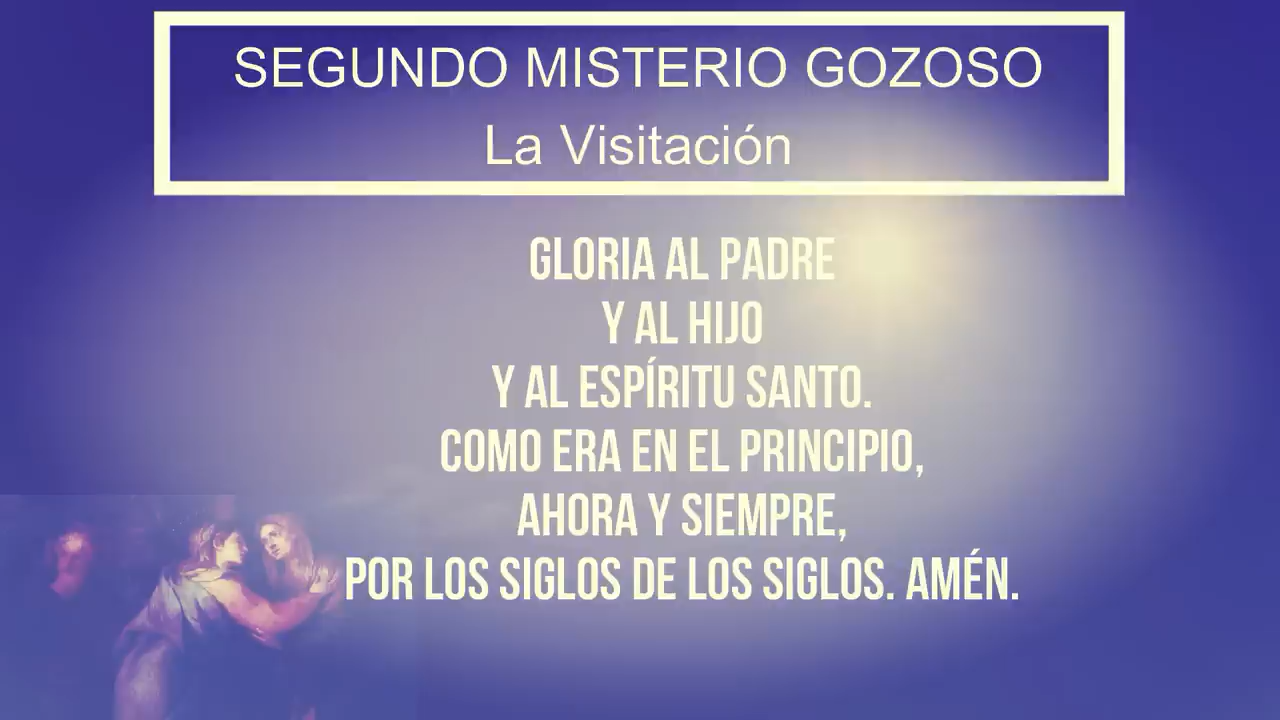 SEGUNDO MISTERIO GOZOSO
La Visitación
GLORIA AL PADRE
Y AL HIJO
Y AL ESPÍRITU SANTO.
COMO ERA EN EL PRINCIPIO,
AHORA Y SIEMPRE,
POR LOS SIGLOS DE LOS SIGLOS. AMÉN.